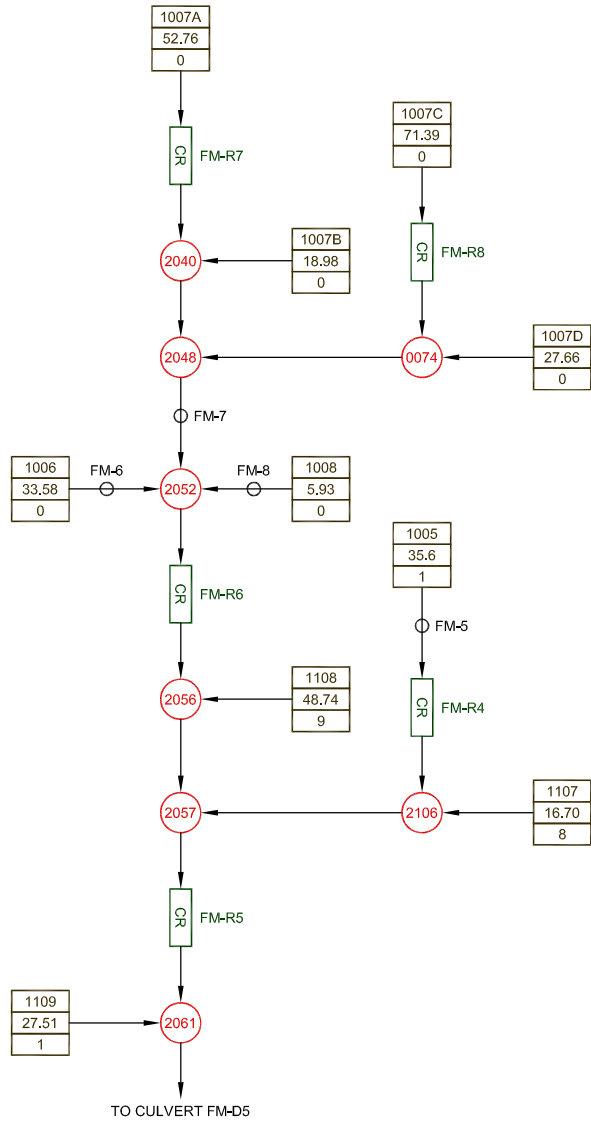 1007A
52.76
0
CR
FM-R7
1007C
71.39
0
CR
FM-R8
2040
1007B
18.98
0
2048
0074
1007D
27.66
0
FM-7
1006
33.58
0
FM-6
2052
FM-8
1008
5.93
0
CR
FM-R6
1005
35.6
1
FM-5
2056
1108
48.74
9
CR
FM-R4
2057
2106
1107
16.70
8
CR
FM-R5
1109
27.51
1
2061
TO CULVERT FM-D5